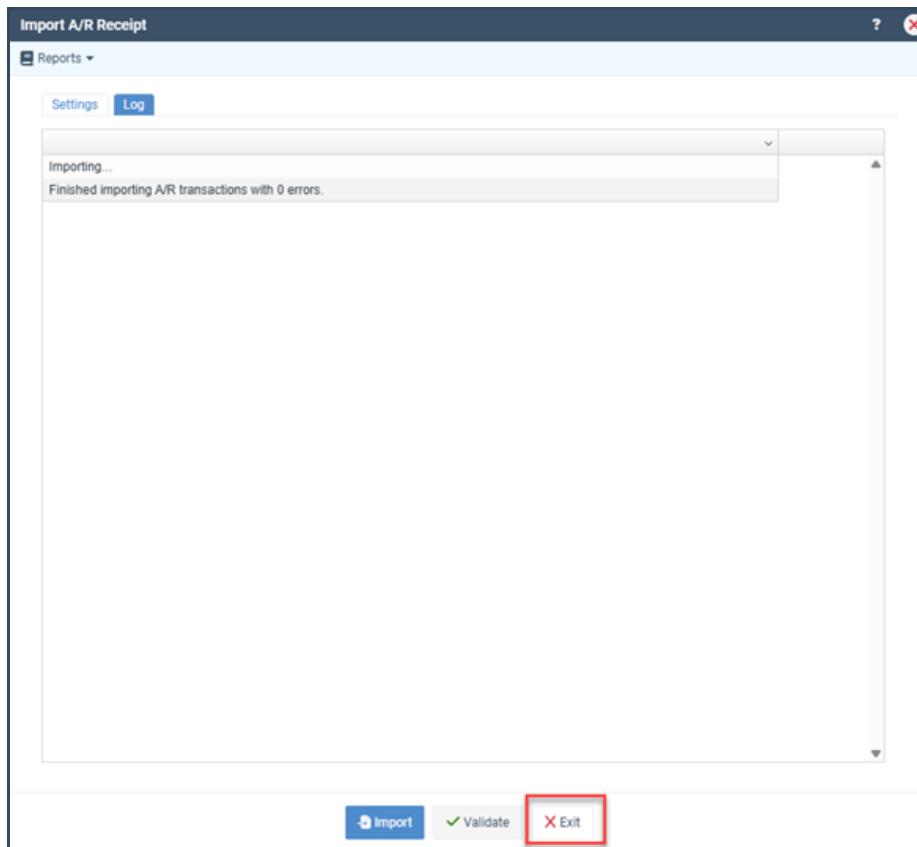 Import A/R Receipt ?
Reports
Settings Log
Importing...
Finished importing A/R transactions with 0 errors.
Import Validate Exit